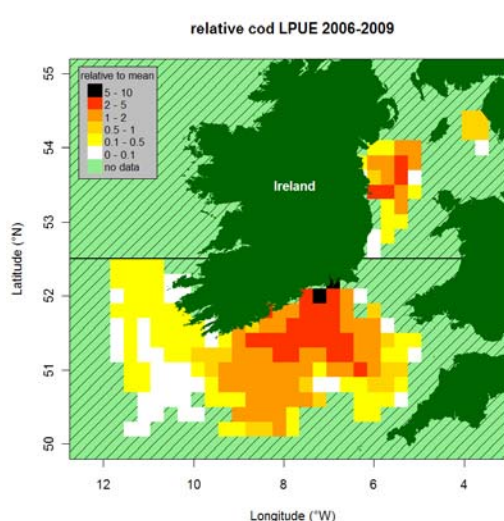 relative cod LPUE 2006-2009
relative to mean
5 - 10
2 - 5
1 - 2
0.5 - 1
0.1 - 0.5
0 - 0.1
no data
Ireland
Latitude (°N)
55
54
53
52
51
50
12 10 8 6 4
Longitude (°W)